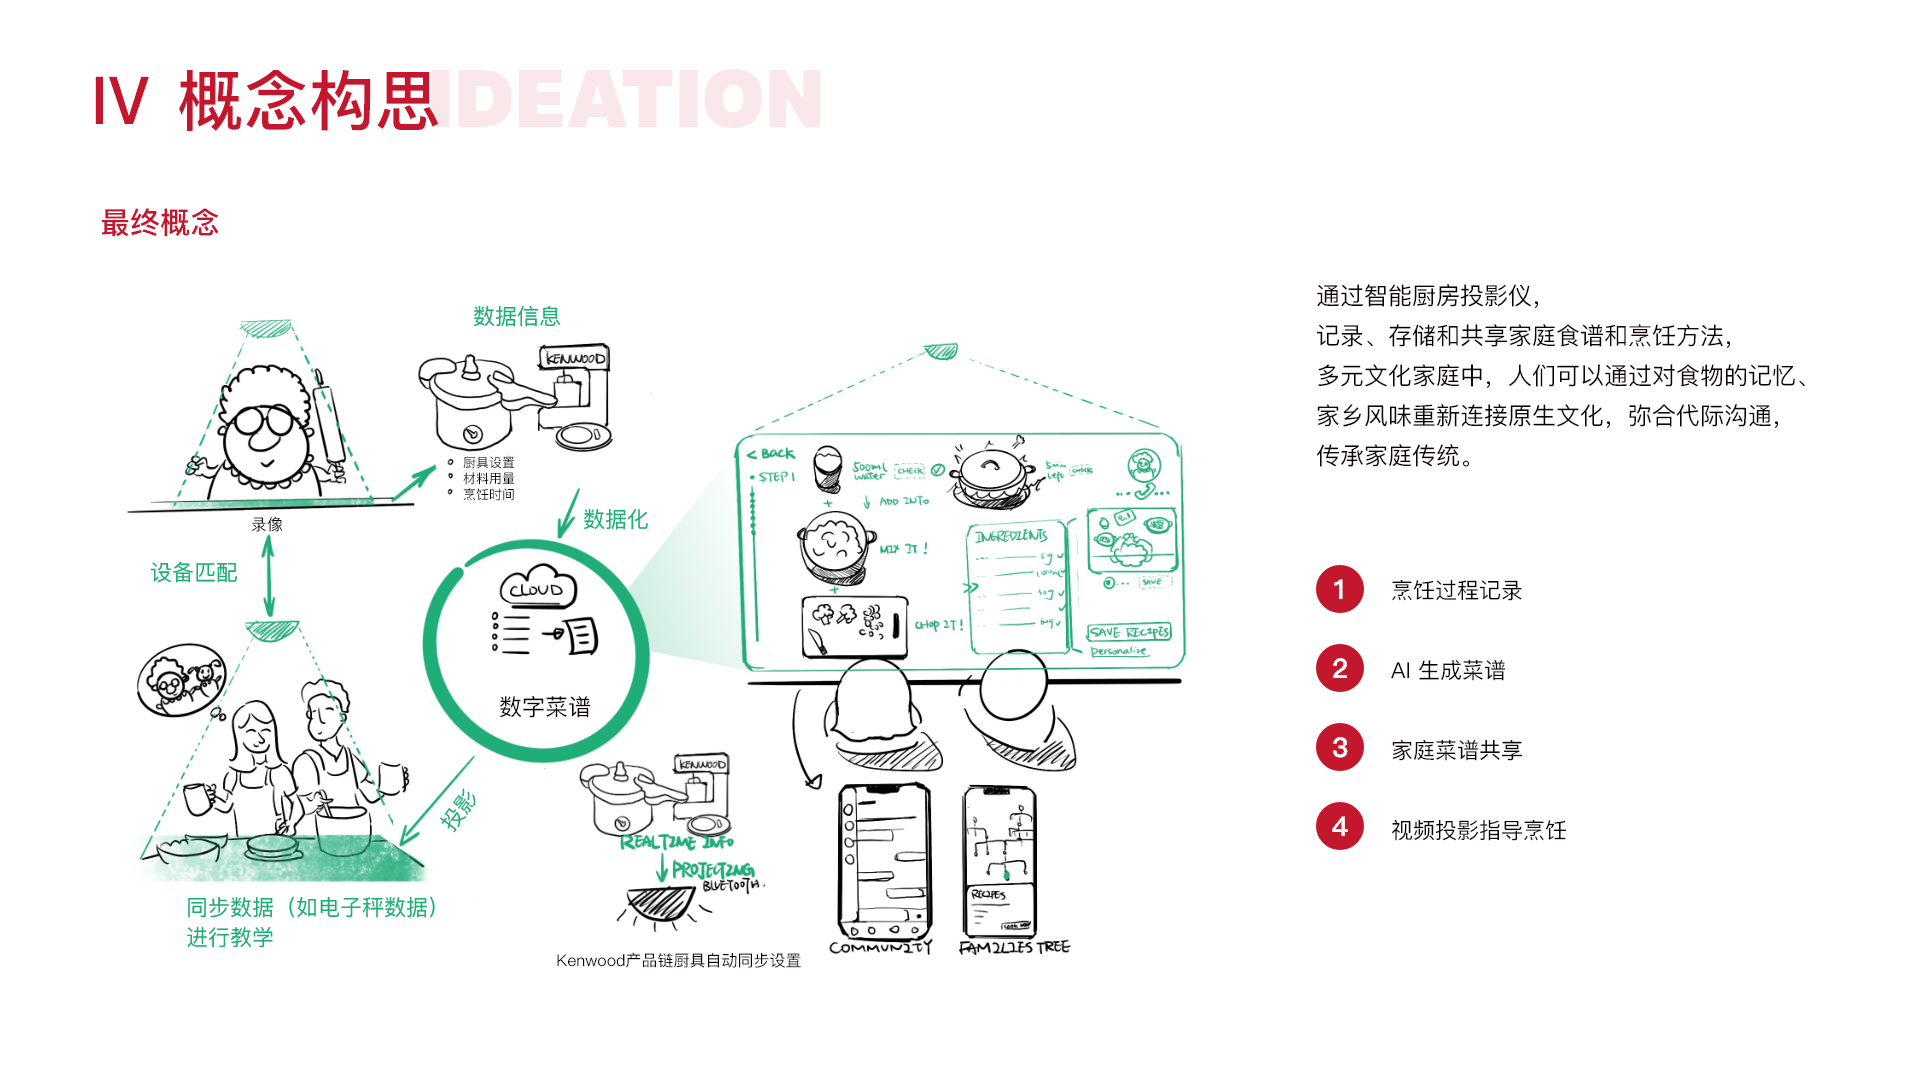 IV 概念构思
IDEATION
最终概念
数据信息
KENWOOD
厨具设置
材料用量
烹饪时间
录像
设备匹配
数据化
CLOUD
数字菜谱
投影
同步数据（如电子秤数据）
进行教学
KENWOOD
REALTIME INFO
PROJECTING
BLUETOOTH.
Kenwood产品链厨具自动同步设置
< BACK
STEP 1
500ml
water
CHECK
5min
Left
CHECK
+
ADD INTO
MIX IT !
+
CHOP IT !
INGREDIENTS
5g
50g
SAVE
SAVE RECIPES
personalize
RECIPES
COMMUNITY
FAMILIES TREE
通过智能厨房投影仪，
记录、存储和共享家庭食谱和烹饪方法，
多元文化家庭中，人们可以通过对食物的记忆、
家乡风味重新连接原生文化，弥合代际沟通，
传承家庭传统。
1 烹饪过程记录
2 AI 生成菜谱
3 家庭菜谱共享
4 视频投影指导烹饪